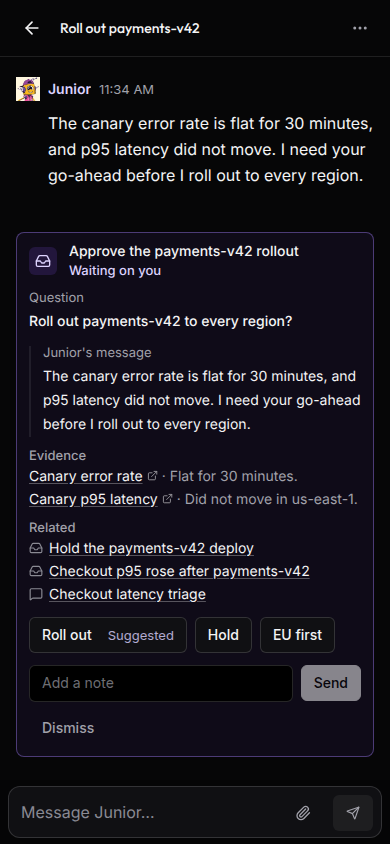 Roll out payments-v42
Junior 11:34 AM
The canary error rate is flat for 30 minutes,
and p95 latency did not move. I need your
go-ahead before I roll out to every region.
Approve the payments-v42 rollout
Waiting on you
Question
Roll out payments-v42 to every region?
Junior's message
The canary error rate is flat for 30 minutes, and
p95 latency did not move. I need your go-ahead
before I roll out to every region.
Evidence
Canary error rate · Flat for 30 minutes.
Canary p95 latency · Did not move in us-east-1.
Related
Hold the payments-v42 deploy
Checkout p95 rose after payments-v42
Checkout latency triage
Roll out Suggested Hold EU first
Add a note Send
Dismiss
Message Junior...